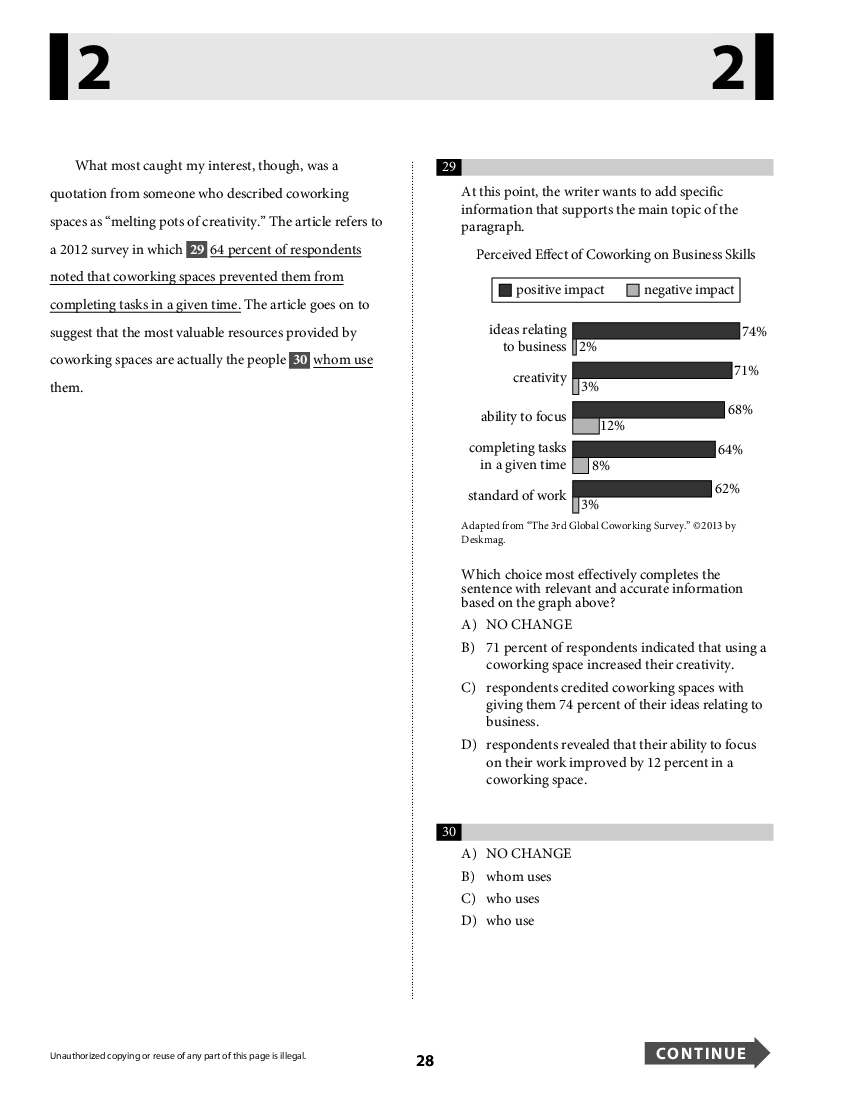 2
2
What most caught my interest, though, was a
quotation from someone who described coworking
spaces as “melting pots of creativity.” The article refers to
a 2012 survey in which 29 64 percent of respondents
noted that coworking spaces prevented them from
completing tasks in a given time. The article goes on to
suggest that the most valuable resources provided by
coworking spaces are actually the people 30 whom use
them.
29
At this point, the writer wants to add specific
information that supports the main topic of the
paragraph.
Perceived Effect of Coworking on Business Skills
positive impact negative impact
ideas relating
to business
74%
2%
creativity
71%
3%
ability to focus
68%
12%
completing tasks
in a given time
64%
8%
standard of work
62%
3%
Adapted from “The 3rd Global Coworking Survey.” ©2013 by
Deskmag.
Which choice most effectively completes the
sentence with relevant and accurate information
based on the graph above?
A) NO CHANGE
B) 71 percent of respondents indicated that using a
coworking space increased their creativity.
C) respondents credited coworking spaces with
giving them 74 percent of their ideas relating to
business.
D) respondents revealed that their ability to focus
on their work improved by 12 percent in a
coworking space.
30
A) NO CHANGE
B) whom uses
C) who uses
D) who use
Unauthorized copying or reuse of any part of this page is illegal.
28
CONTINUE